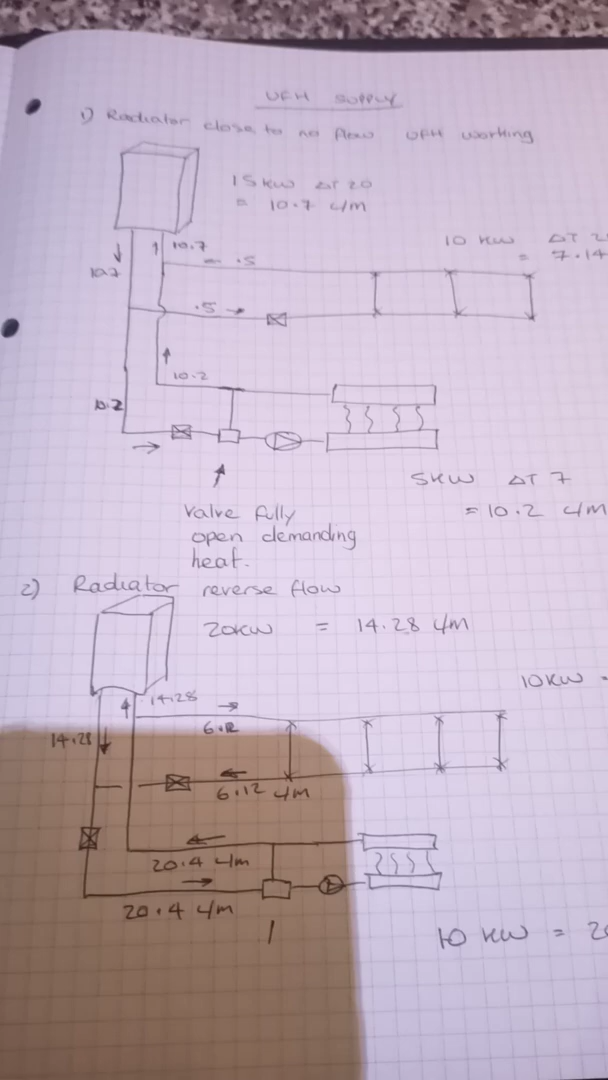 UFH SUPPLY
1) Radiator close to no flow UFH working
15kW ΔT 20
= 10.7 L/M
10.7
10.7
.5
10 kW ΔT 2
= 7.14
.5
10.2
10.2
5kW ΔT 7
= 10.2 L/M
Valve fully
open demanding
heat.
2) Radiator reverse flow
20kW = 14.28 L/M
10kW =
14.28
14.28
6.12 L/M
20.4 L/M
20.4 L/M
10 kW = 20